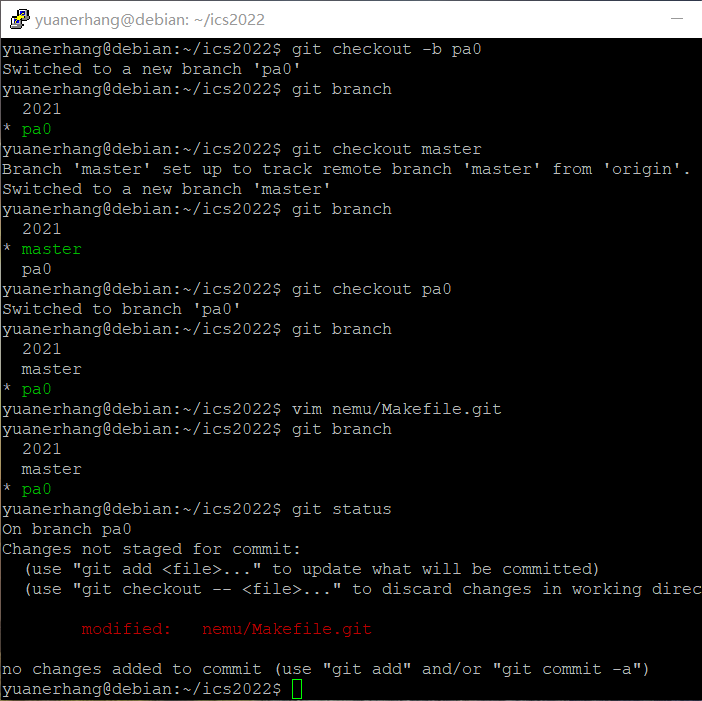 yuanerhang@debian: ~/ics2022
yuanerhang@debian:~/ics2022$ git checkout -b pa0
Switched to a new branch 'pa0'
yuanerhang@debian:~/ics2022$ git branch
  2021
* pa0
yuanerhang@debian:~/ics2022$ git checkout master
Branch 'master' set up to track remote branch 'master' from 'origin'.
Switched to a new branch 'master'
yuanerhang@debian:~/ics2022$ git branch
  2021
* master
  pa0
yuanerhang@debian:~/ics2022$ git checkout pa0
Switched to branch 'pa0'
yuanerhang@debian:~/ics2022$ git branch
  2021
  master
* pa0
yuanerhang@debian:~/ics2022$ vim nemu/Makefile.git
yuanerhang@debian:~/ics2022$ git branch
  2021
  master
* pa0
yuanerhang@debian:~/ics2022$ git status
On branch pa0
Changes not staged for commit:
  (use "git add <file>..." to update what will be committed)
  (use "git checkout -- <file>..." to discard changes in working direc
        modified:   nemu/Makefile.git
no changes added to commit (use "git add" and/or "git commit -a")
yuanerhang@debian:~/ics2022$